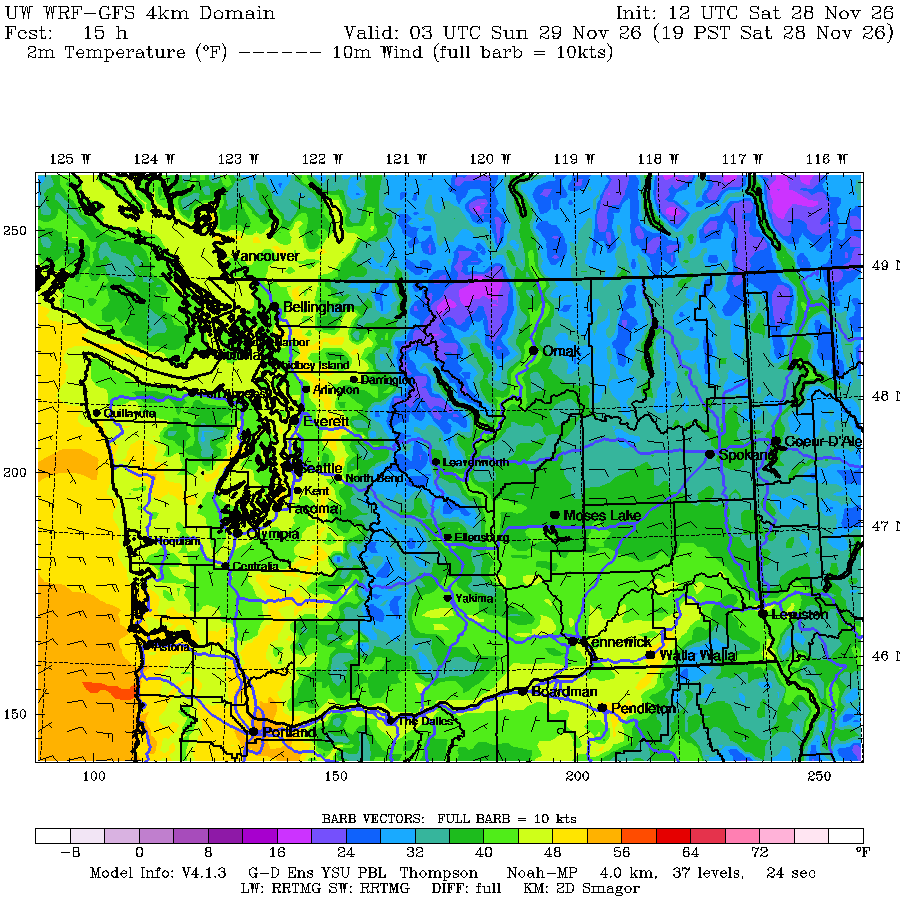 UW WRF-GFS 4km Domain Init: 12 UTC Sat 28 Nov 26
Fcst: 15 h Valid: 03 UTC Sun 29 Nov 26 (19 PST Sat 28 Nov 26)
2m Temperature (°F) ------ 10m Wind (full barb = 10kts)
125 W 124 W 123 W 122 W 121 W 120 W 119 W 118 W 117 W 116 W
250
Vancouver
49 N
Bellingham
Omak
Darrington
Arlington
48 N
Quillayute
Everett
Coeur D'Ale
Spokane
Leavenworth
Seattle
200
North Bend
Kent
Tacoma
Moses Lake
47 N
Olympia
Hoquiam
Ellensburg
Centralia
Yakima
Lewiston
Kennewick
Astoria
Walla Walla
46 N
Boardman
Pendleton
150
The Dalles
Portland
100 150 200 250
BARB VECTORS: FULL BARB = 10 kts
-8 0 8 16 24 32 40 48 56 64 72 °F
Model Info: V4.1.3 G-D Ens YSU PBL Thompson Noah-MP 4.0 km, 37 levels, 24 sec
LW: RRTMG SW: RRTMG DIFF: full KM: 2D Smagor